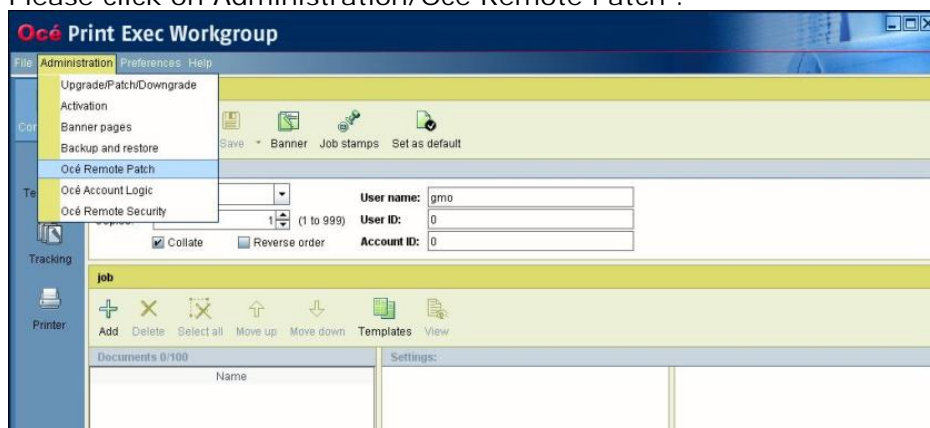 Please click on Administration/Océ Remote Patch :
Océ Print Exec Workgroup
File Administration Preferences Help
Upgrade/Patch/Downgrade
Activation
Banner pages
Backup and restore
Océ Remote Patch
Océ Account Logic
Océ Remote Security
Save Banner Job stamps Set as default
User name: gmo
1 (1 to 999) User ID: 0
Collate Reverse order Account ID: 0
Tracking
Printer
job
Add Delete Select all Move up Move down Templates View
Documents 0/100 Settings:
Name